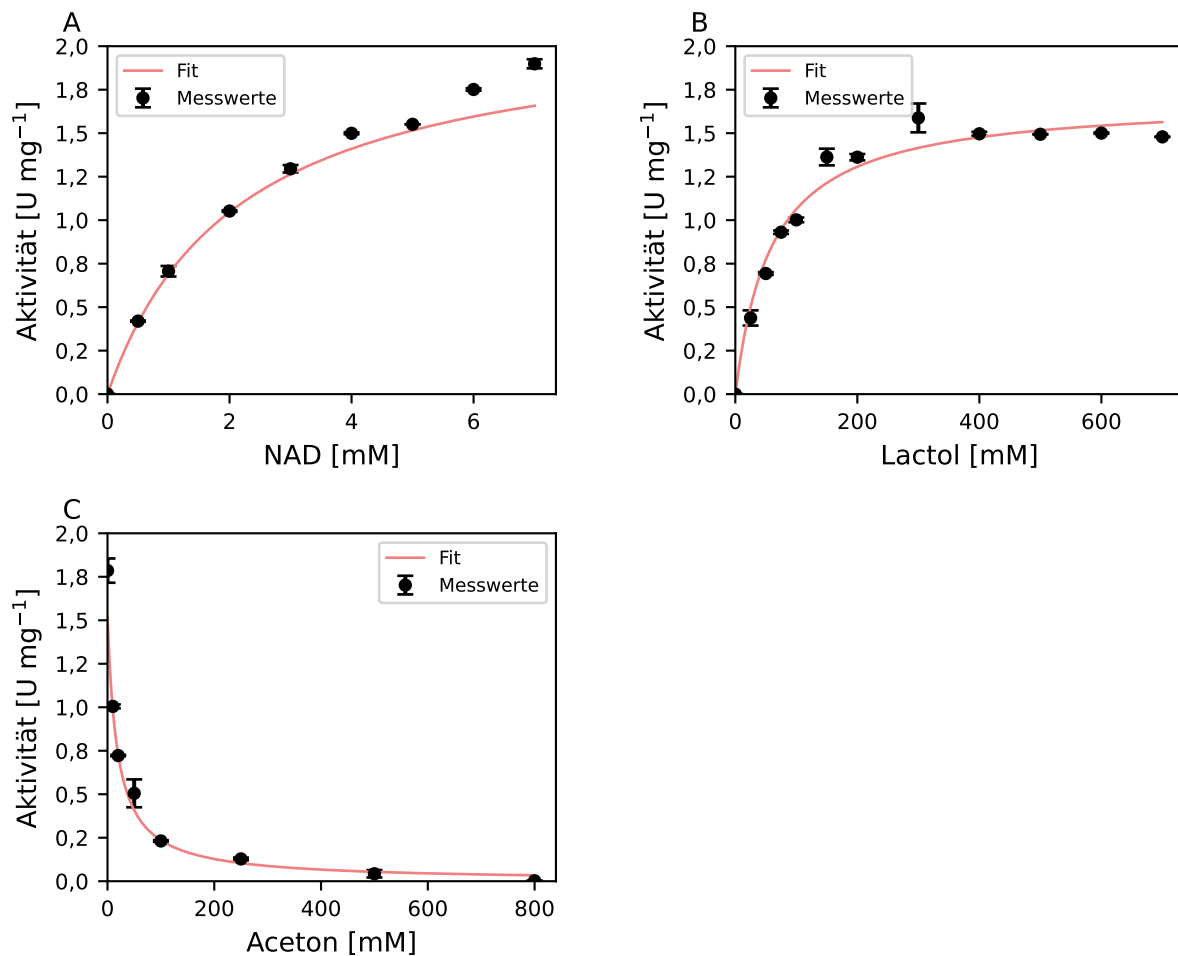 A
2,0
1,8
1,5
1,2
1,0
0,8
0,5
0,2
0,0
Aktivität [U mg⁻¹]
Fit
Messwerte
0 2 4 6
NAD [mM]
B
2,0
1,8
1,5
1,2
1,0
0,8
0,5
0,2
0,0
Aktivität [U mg⁻¹]
Fit
Messwerte
0 200 400 600
Lactol [mM]
C
2,0
1,8
1,5
1,2
1,0
0,8
0,5
0,2
0,0
Aktivität [U mg⁻¹]
Fit
Messwerte
0 200 400 600 800
Aceton [mM]